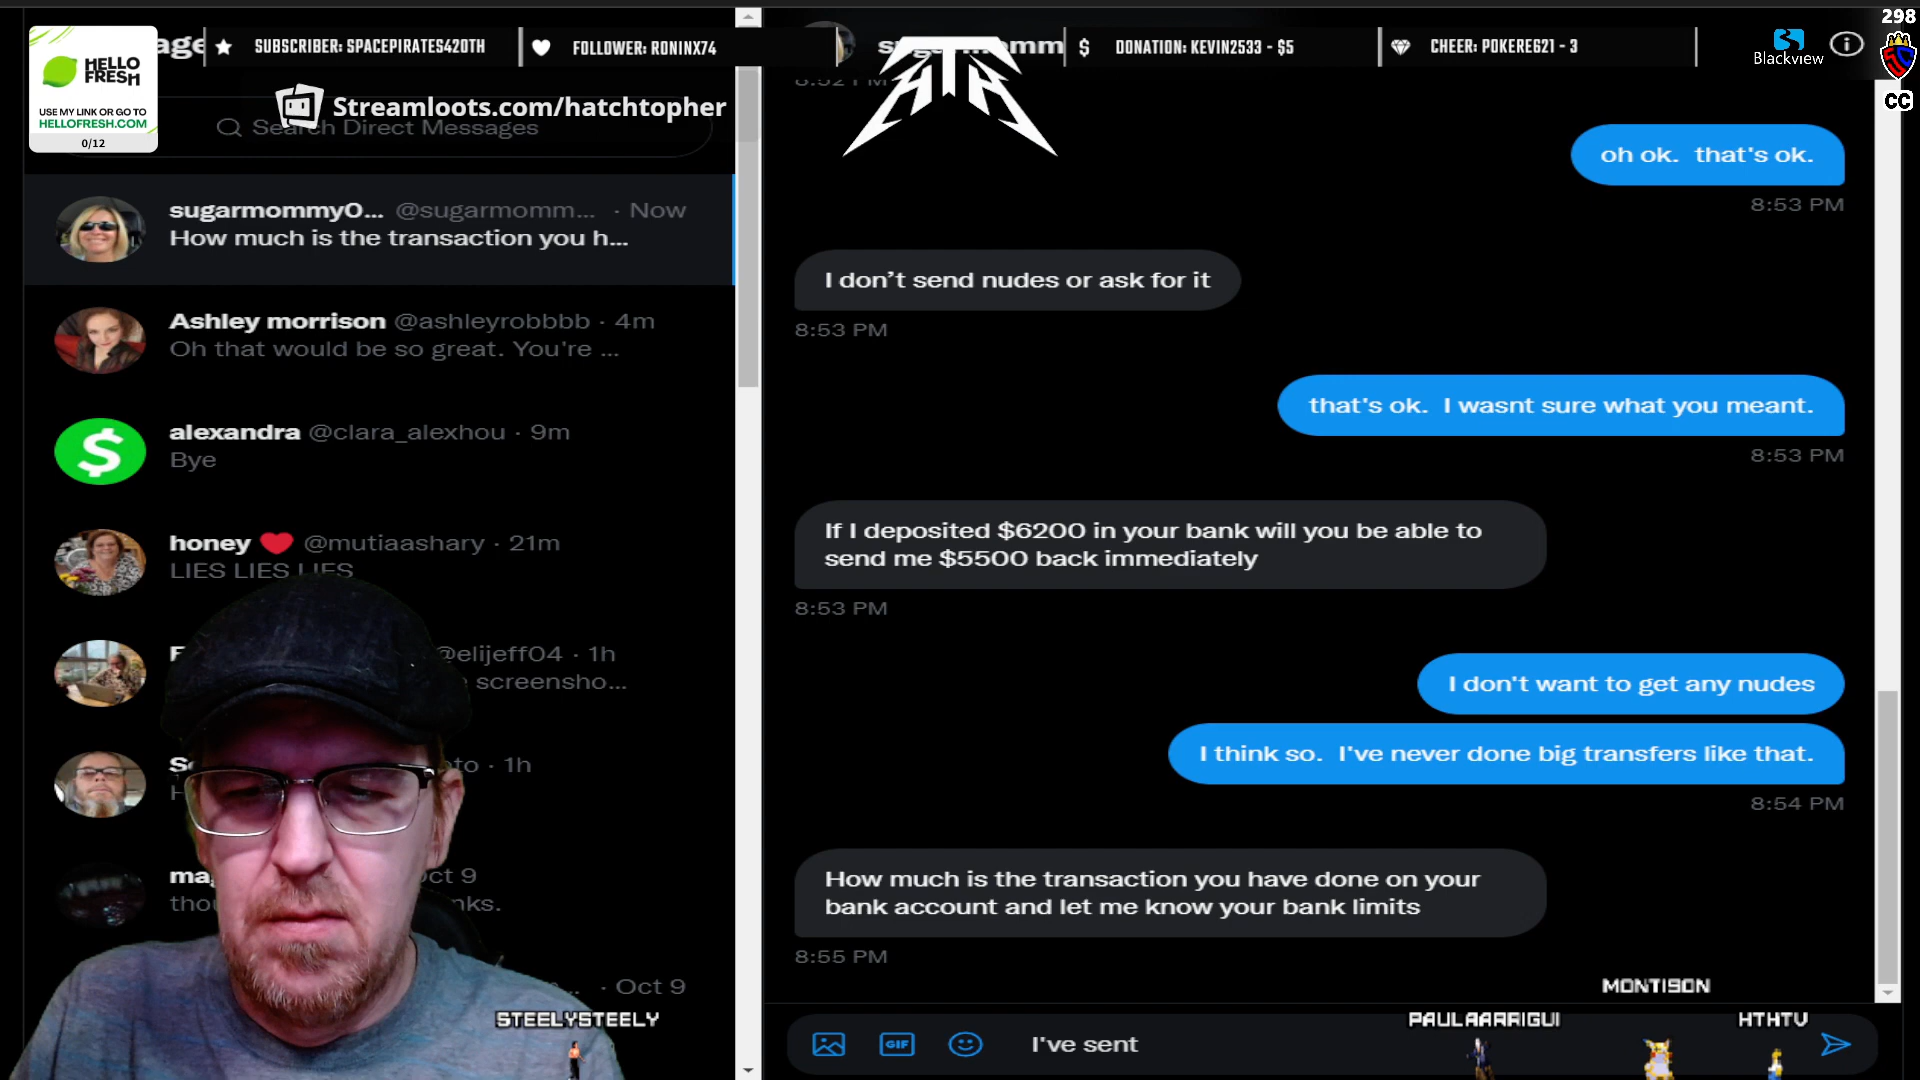 298
HELLO
FRESH
USE MY LINK OR GO TO
HELLOFRESH.COM
0/12
SUBSCRIBER: SPACEPIRATES420TH
FOLLOWER: RONINX74
DONATION: KEVIN2533 - $5
CHEER: POKERE621 - 3
Blackview
CC
Streamloots.com/hatchtopher
Search Direct Messages
sugarmommyO... @sugarmomm... · Now
How much is the transaction you h...
Ashley morrison @ashleyrobbbb · 4m
Oh that would be so great. You're ...
alexandra @clara_alexhou · 9m
Bye
honey ❤️ @mutiaashary · 21m
LIES LIES LIES
@elijeff04 · 1h
screensho...
· 1h
Oct 9
· Oct 9
oh ok. that's ok.
8:53 PM
I don’t send nudes or ask for it
8:53 PM
that's ok. I wasnt sure what you meant.
8:53 PM
If I deposited $6200 in your bank will you be able to
send me $5500 back immediately
8:53 PM
I don't want to get any nudes
I think so. I've never done big transfers like that.
8:54 PM
How much is the transaction you have done on your
bank account and let me know your bank limits
8:55 PM
MONTISON
STEELYSTEELY
PAULAARRIGUI
HTHTV
GIF
I've sent